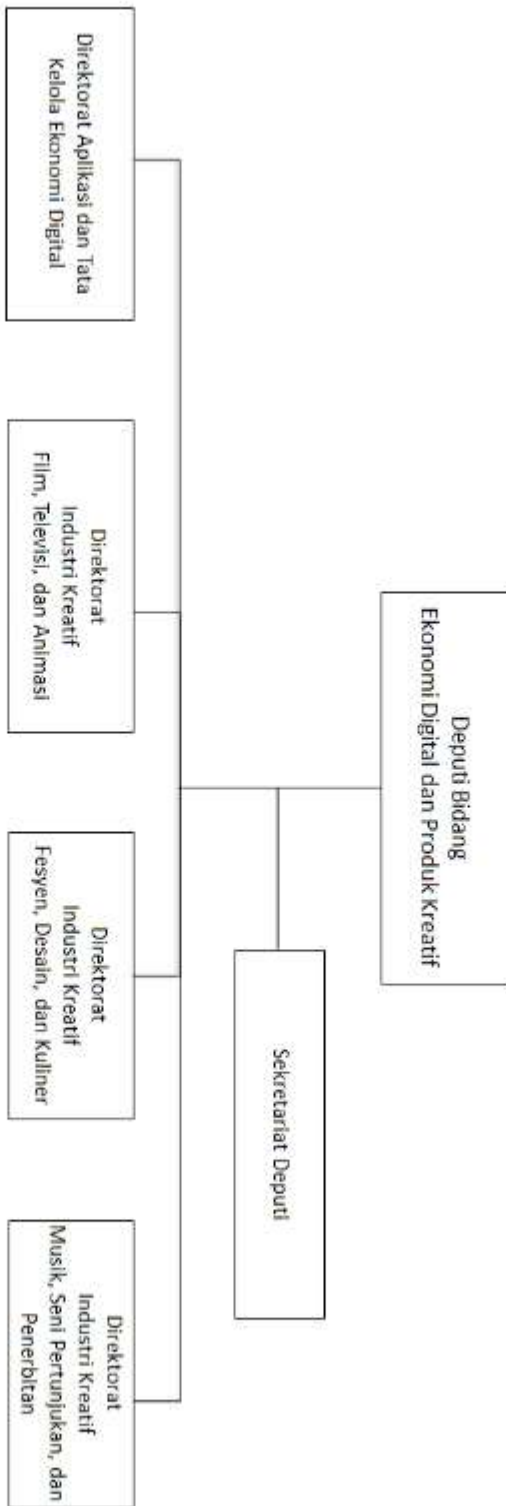 Deputi Bidang
Ekonomi Digital dan Produk Kreatif
Sekretariat Deputi
Direktorat Aplikasi dan Tata
Kelola Ekonomi Digital
Direktorat
Industri Kreatif
Film, Televisi, dan Animasi
Direktorat
Industri Kreatif
Fesyen, Desain, dan Kuliner
Direktorat
Industri Kreatif
Musik, Seni Pertunjukan, dan
Penerbitan